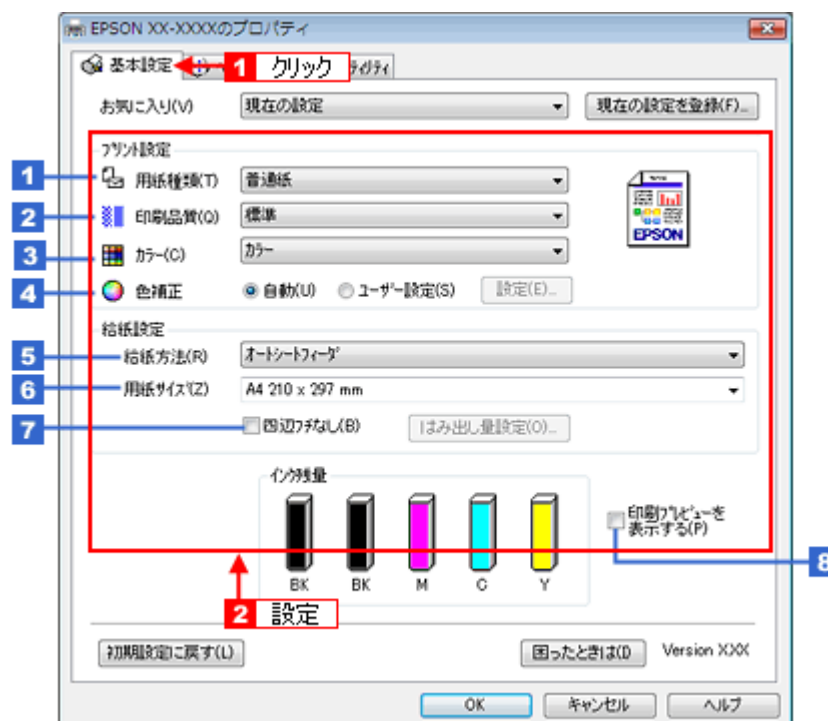 EPSON XX-XXXXのプロパティ
基本設定
1 クリック
ティリティ
お気に入り(V) 現在の設定 現在の設定を登録(F)...
プリント設定
1 用紙種類(T) 普通紙
2 印刷品質(Q)標準
EPSON
3 カラー(C) カラー
4 色補正 自動(U) ユーザー設定(S) 設定(E)...
給紙設定
5 給紙方法(R) オートシートフィーダ
6 用紙サイズ(Z) A4 210 x 297 mm
7 四辺フチなし(B) はみ出し量設定(O)...
インク残量
印刷プレビューを
表示する(P)
8
BK BK M C Y
2 設定
初期設定に戻す(L) 困ったときは(I) Version XXX
OK キャンセル ヘルプ